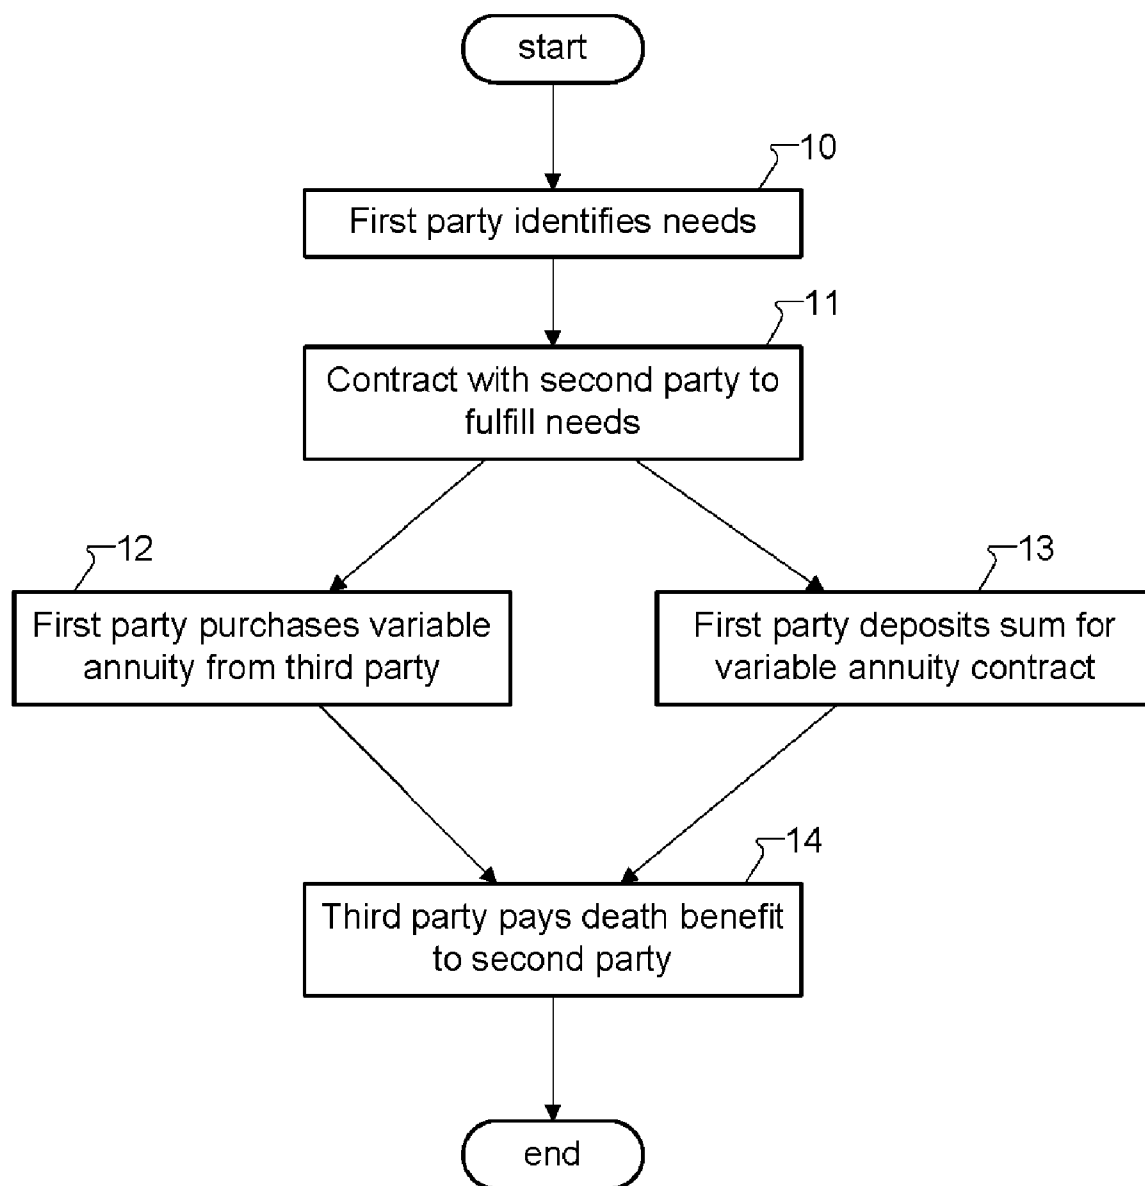 start
10
First party identifies needs
11
Contract with second party to
fulfill needs
12
First party purchases variable
annuity from third party
13
First party deposits sum for
variable annuity contract
14
Third party pays death benefit
to second party
end